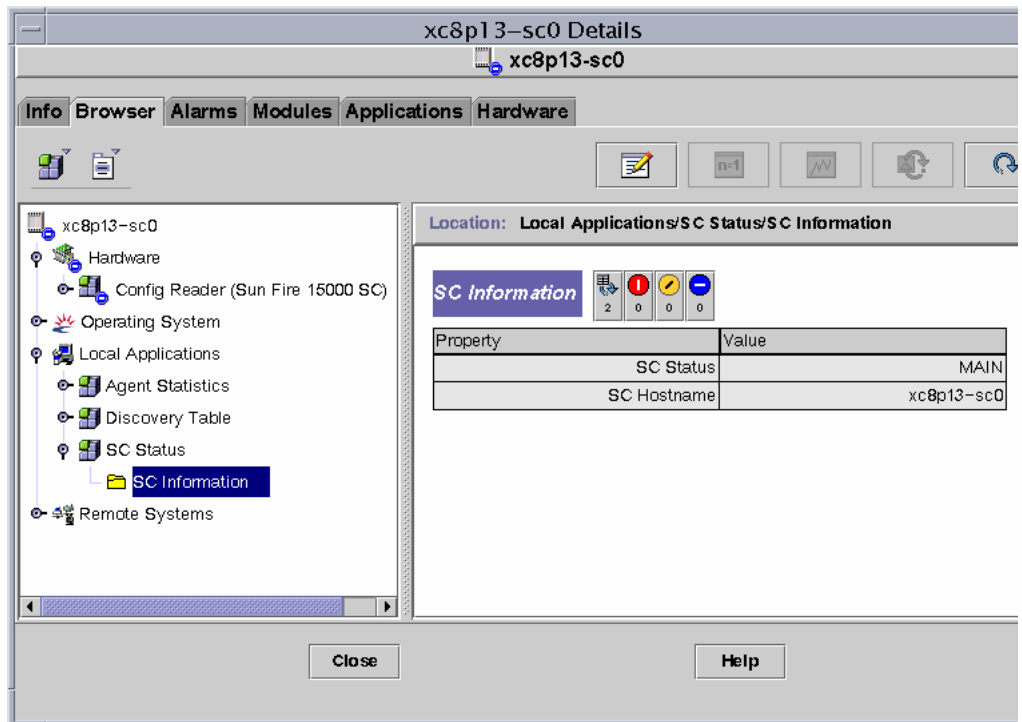 xc8p13-sc0 Details
xc8p13-sc0
Info Browser Alarms Modules Applications Hardware
n=1
xc8p13-sc0
Hardware
Config Reader (Sun Fire 15000 SC)
Operating System
Local Applications
Agent Statistics
Discovery Table
SC Status
SC Information
Remote Systems
Location: Local Applications/SC Status/SC Information
SC Information
2 0 0 0
Property Value
SC Status MAIN
SC Hostname xc8p13-sc0
Close Help